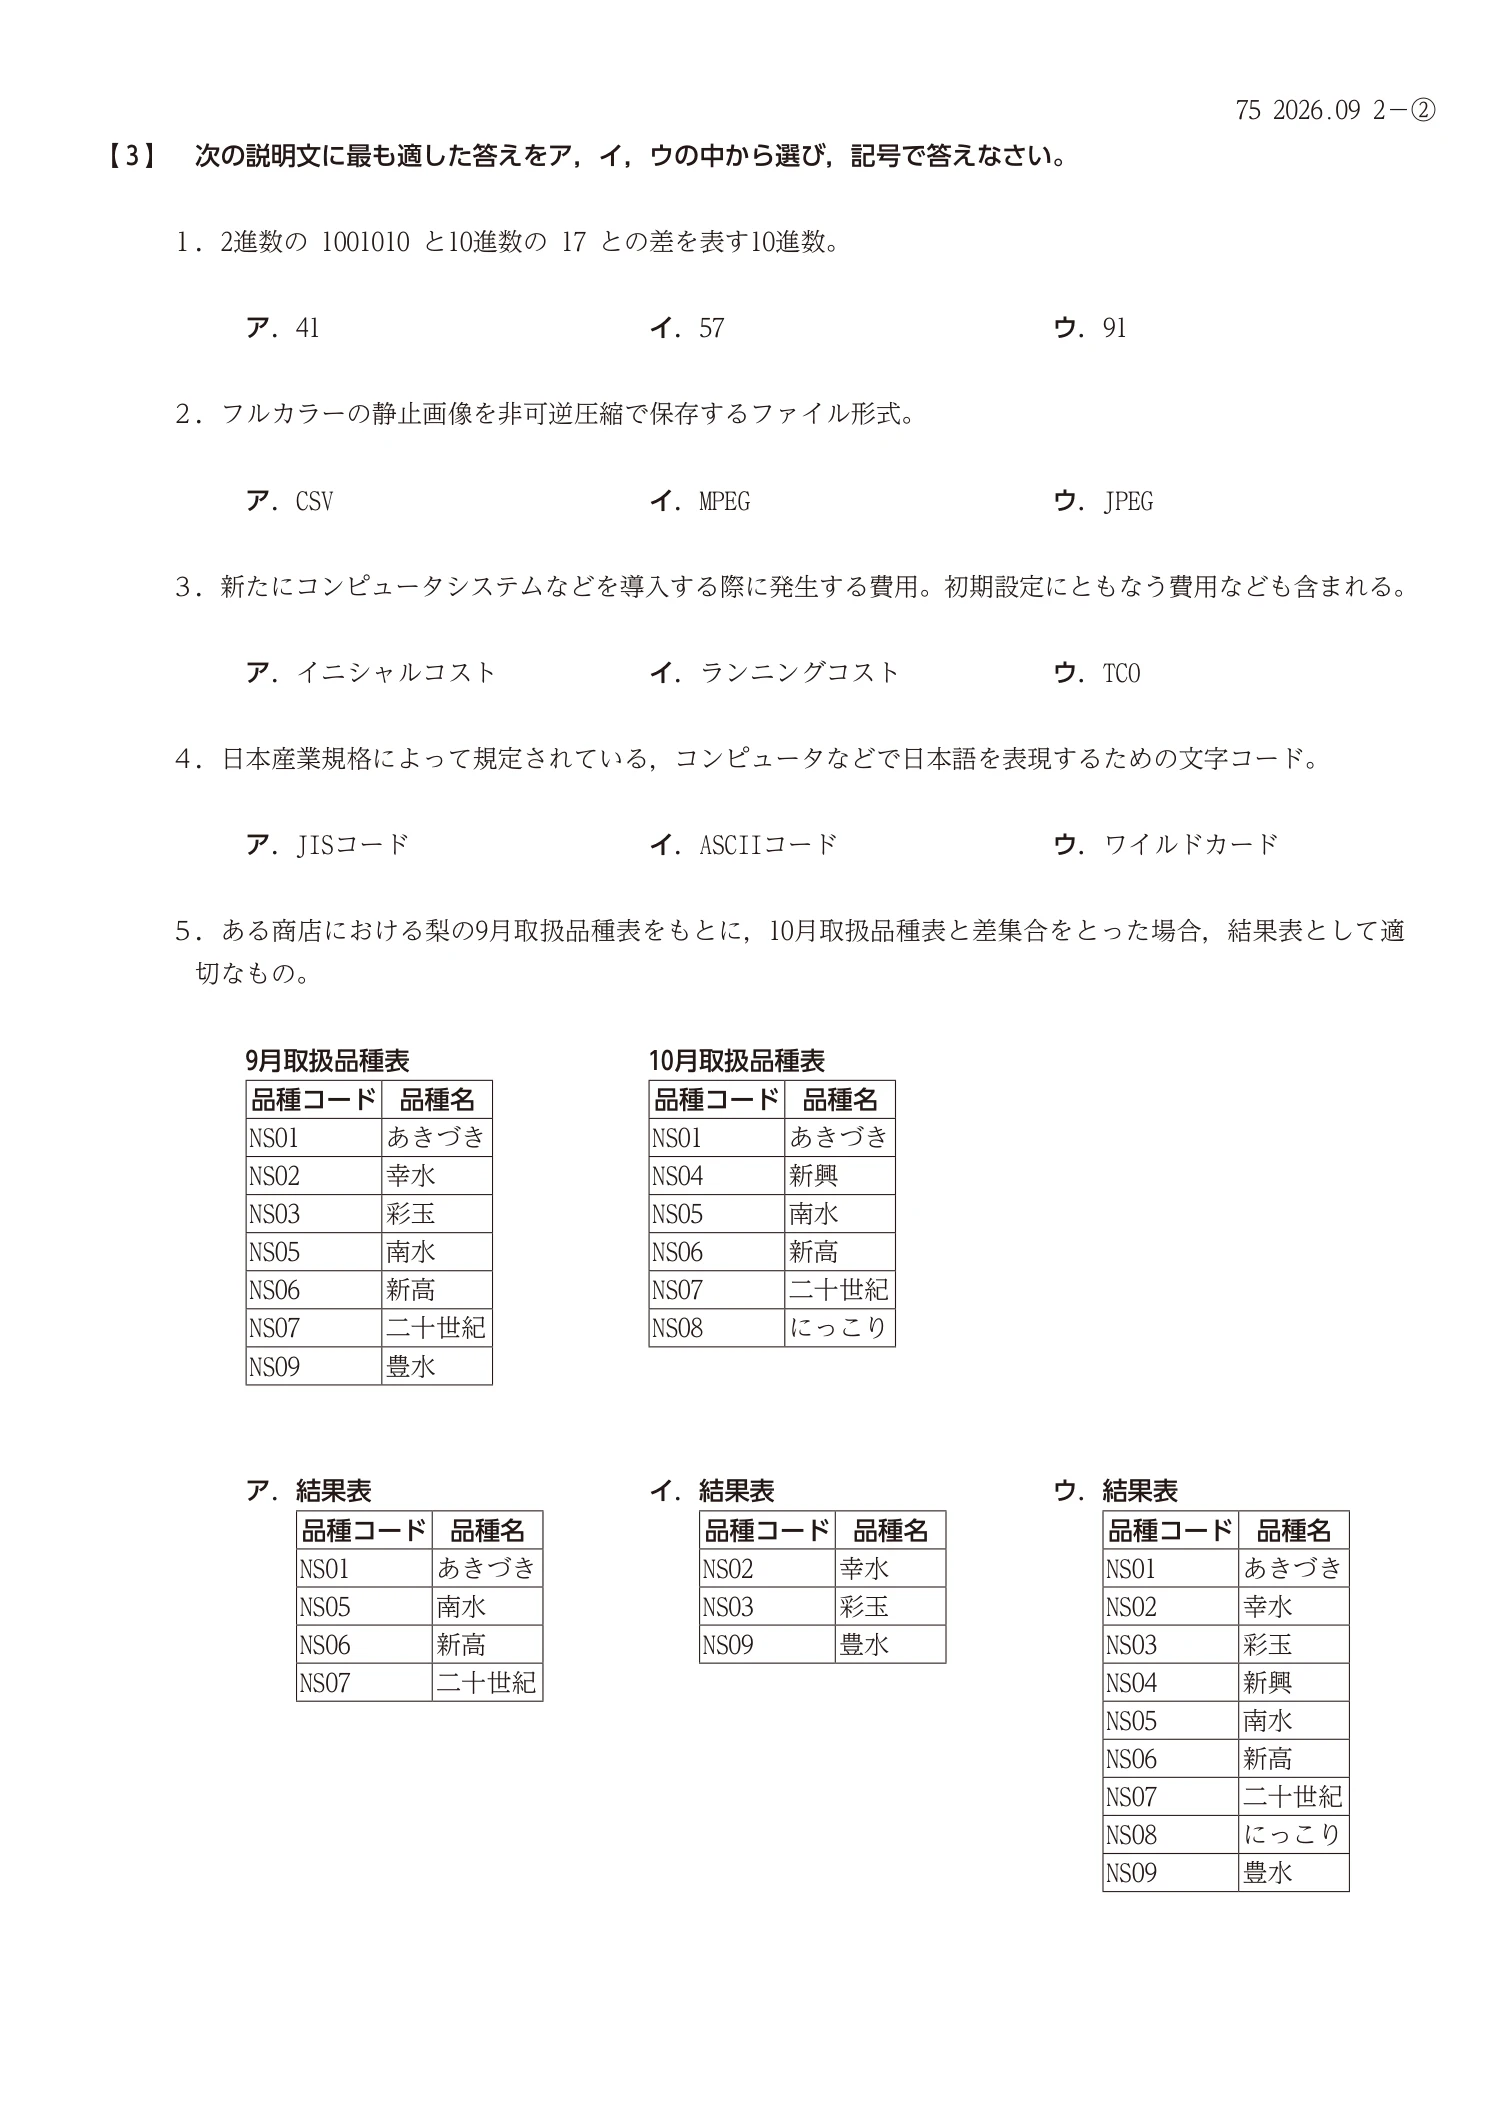 75 2026.09 2－②
【3】 次の説明文に最も適した答えをア，イ，ウの中から選び，記号で答えなさい。
１．2進数の 1001010 と10進数の 17 との差を表す10進数。
ア．41 イ．57 ウ．91
２．フルカラーの静止画像を非可逆圧縮で保存するファイル形式。
ア．CSV イ．MPEG ウ．JPEG
３．新たにコンピュータシステムなどを導入する際に発生する費用。初期設定にともなう費用なども含まれる。
ア．イニシャルコスト イ．ランニングコスト ウ．TCO
４．日本産業規格によって規定されている，コンピュータなどで日本語を表現するための文字コード。
ア．JISコード イ．ASCIIコード ウ．ワイルドカード
５．ある商店における梨の9月取扱品種表をもとに，10月取扱品種表と差集合をとった場合，結果表として適
切なもの。
9月取扱品種表 10月取扱品種表
品種コード 品種名 品種コード 品種名
NS01 あきづき NS01 あきづき
NS02 幸水 NS04 新興
NS03 彩玉 NS05 南水
NS05 南水 NS06 新高
NS06 新高 NS07 二十世紀
NS07 二十世紀 NS08 にっこり
NS09 豊水
ア．結果表 イ．結果表 ウ．結果表
品種コード 品種名 品種コード 品種名 品種コード 品種名
NS01 あきづき NS02 幸水 NS01 あきづき
NS05 南水 NS03 彩玉 NS02 幸水
NS06 新高 NS09 豊水 NS03 彩玉
NS07 二十世紀 NS04 新興
NS05 南水
NS06 新高
NS07 二十世紀
NS08 にっこり
NS09 豊水